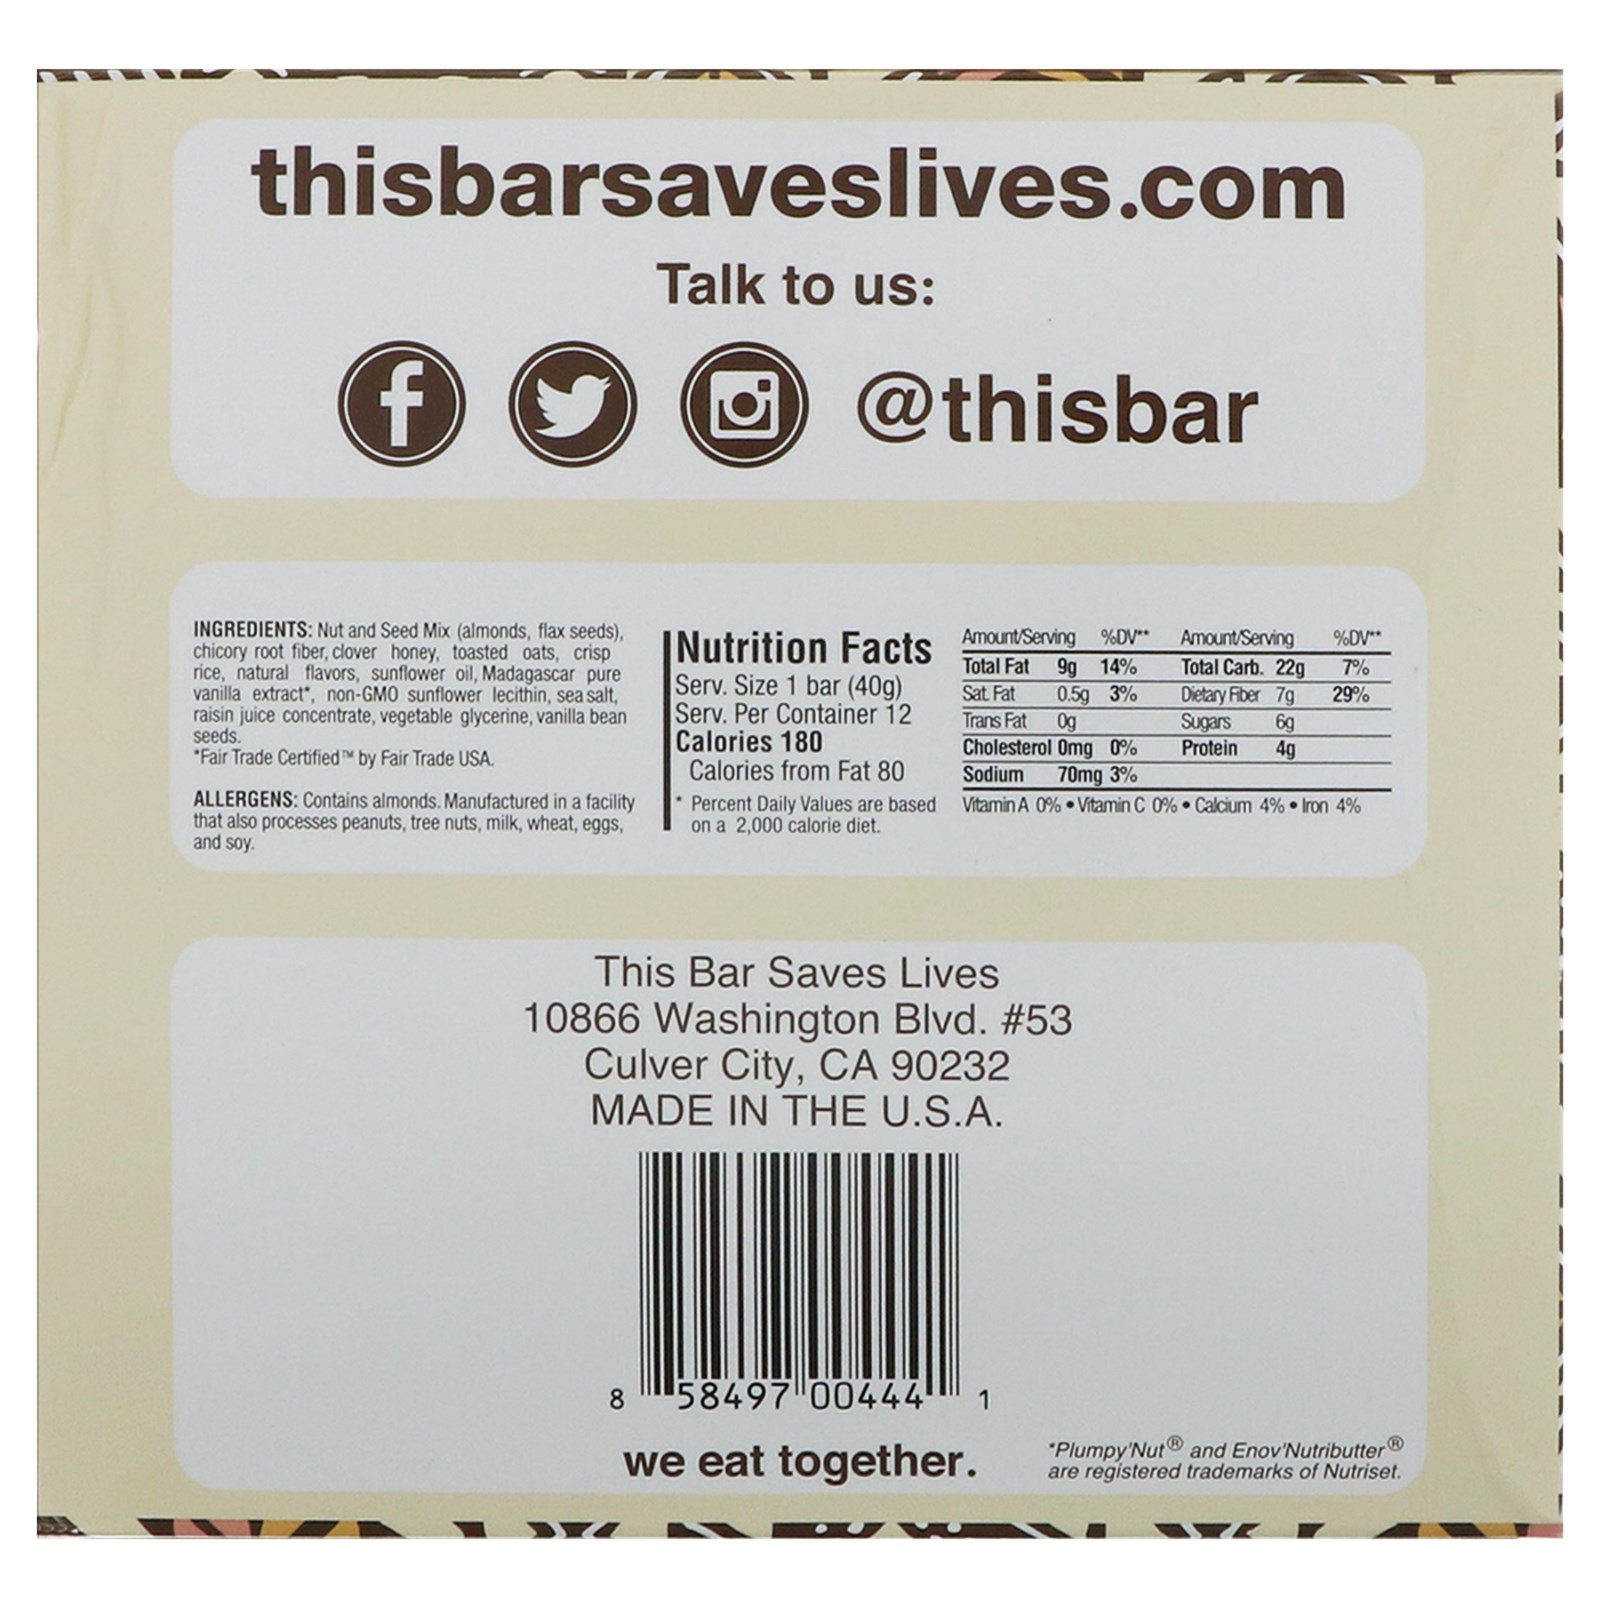 thisbarsaveslives.com
Talk to us:
@thisbar
INGREDIENTS: Nut and Seed Mix (almonds, flax seeds),
chicory root fiber, clover honey, toasted oats, crisp
rice, natural flavors, sunflower oil, Madagascar pure
vanilla extract*, non-GMO sunflower lecithin, sea salt,
raisin juice concentrate, vegetable glycerine, vanilla bean
seeds.
*Fair Trade Certified™ by Fair Trade USA.
ALLERGENS: Contains almonds. Manufactured in a facility
that also processes peanuts, tree nuts, milk, wheat, eggs,
and soy.
Nutrition Facts
Serv. Size 1 bar (40g)
Serv. Per Container 12
Calories 180
Calories from Fat 80
* Percent Daily Values are based
on a 2,000 calorie diet.
Amount/Serving %DV** Amount/Serving %DV**
Total Fat 9g 14% Total Carb. 22g 7%
Sat. Fat 0.5g 3% Dietary Fiber 7g 29%
Trans Fat 0g Sugars 6g
Cholesterol 0mg 0% Protein 4g
Sodium 70mg 3%
Vitamin A 0% • Vitamin C 0% • Calcium 4% • Iron 4%
This Bar Saves Lives
10866 Washington Blvd. #53
Culver City, CA 90232
MADE IN THE U.S.A.
8 58497 00444 1
we eat together.
*Plumpy'Nut® and Enov'Nutributter®
are registered trademarks of Nutriset.